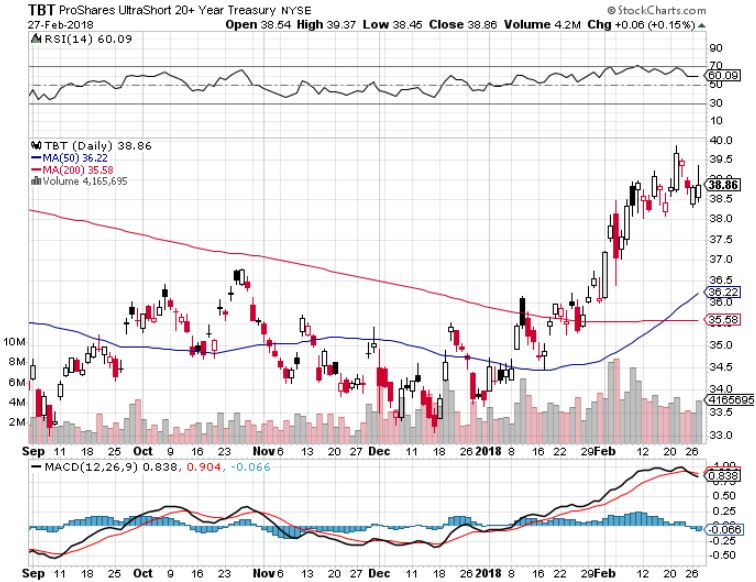 TBT ProShares UltraShort 20+ Year Treasury NYSE © StockCharts.com
27-Feb-2018 Open 38.54 High 39.37 Low 38.45 Close 38.86 Volume 4.2M Chg +0.06 (+0.15%)
RSI(14) 60.09
90
70
60.09
50
30
10
TBT (Daily) 38.86
MA(50) 36.22
MA(200) 35.58
Volume 4,165,695
40.0
39.5
38.86
38.5
38.0
37.5
37.0
36.5
36.22
36.0
35.58
10M 35.0
8M 34.5
6M 34.0
4M 4165695
33.5
2M 33.0
Sep 11 18 25 Oct 9 16 23 Nov 6 13 20 27 Dec 11 18 26 2018 8 16 22 29 Feb 12 20 26
MACD(12,26,9) 0.838, 0.904, -0.066
1.00
0.838
0.50
0.25
-0.066
-0.25
-0.50
Sep 11 18 25 Oct 9 16 23 Nov 6 13 20 27 Dec 11 18 26 2018 8 16 22 29 Feb 12 20 26